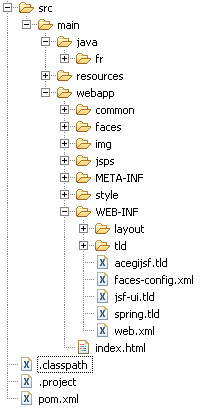 src
main
java
fr
resources
webapp
common
faces
img
jsps
META-INF
style
WEB-INF
layout
tld
acegijsf.tld
faces-config.xml
jsf-ui.tld
spring.tld
web.xml
index.html
.classpath
.project
pom.xml